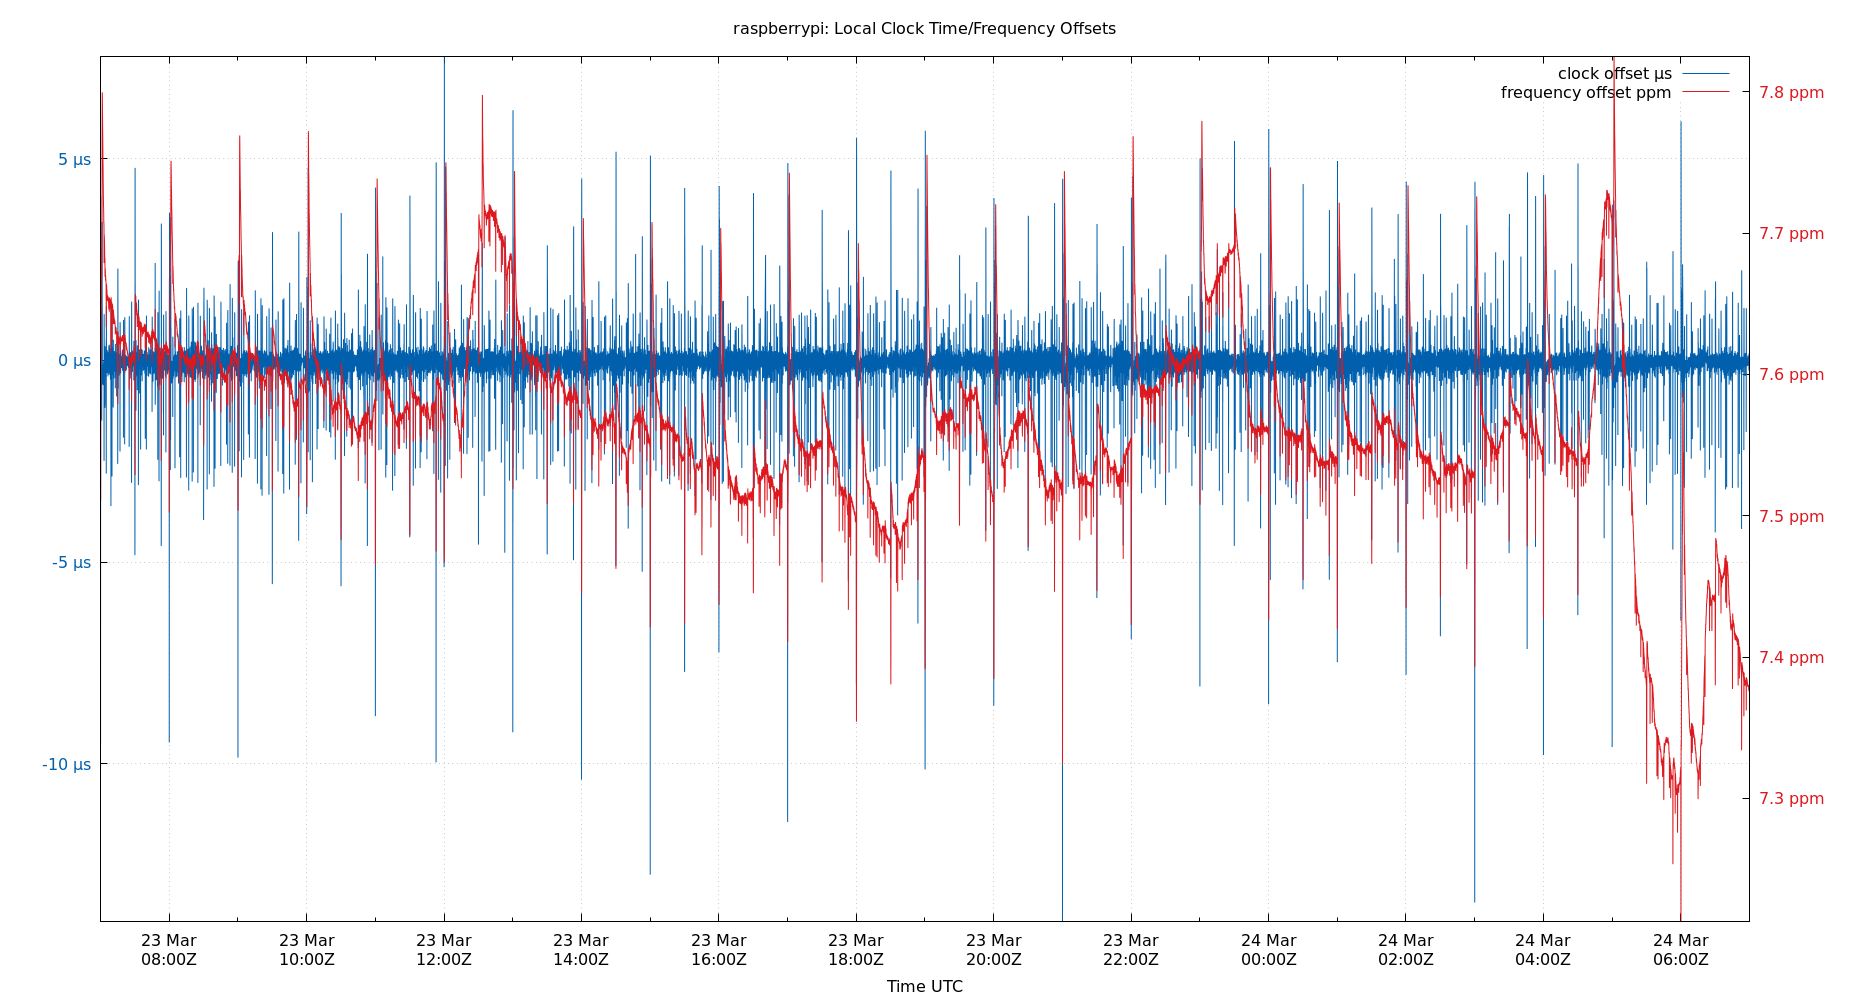 raspberrypi: Local Clock Time/Frequency Offsets
clock offset µs
frequency offset ppm
5 µs
0 µs
-5 µs
-10 µs
7.8 ppm
7.7 ppm
7.6 ppm
7.5 ppm
7.4 ppm
7.3 ppm
23 Mar
08:00Z
23 Mar
10:00Z
23 Mar
12:00Z
23 Mar
14:00Z
23 Mar
16:00Z
23 Mar
18:00Z
23 Mar
20:00Z
23 Mar
22:00Z
24 Mar
00:00Z
24 Mar
02:00Z
24 Mar
04:00Z
24 Mar
06:00Z
Time UTC